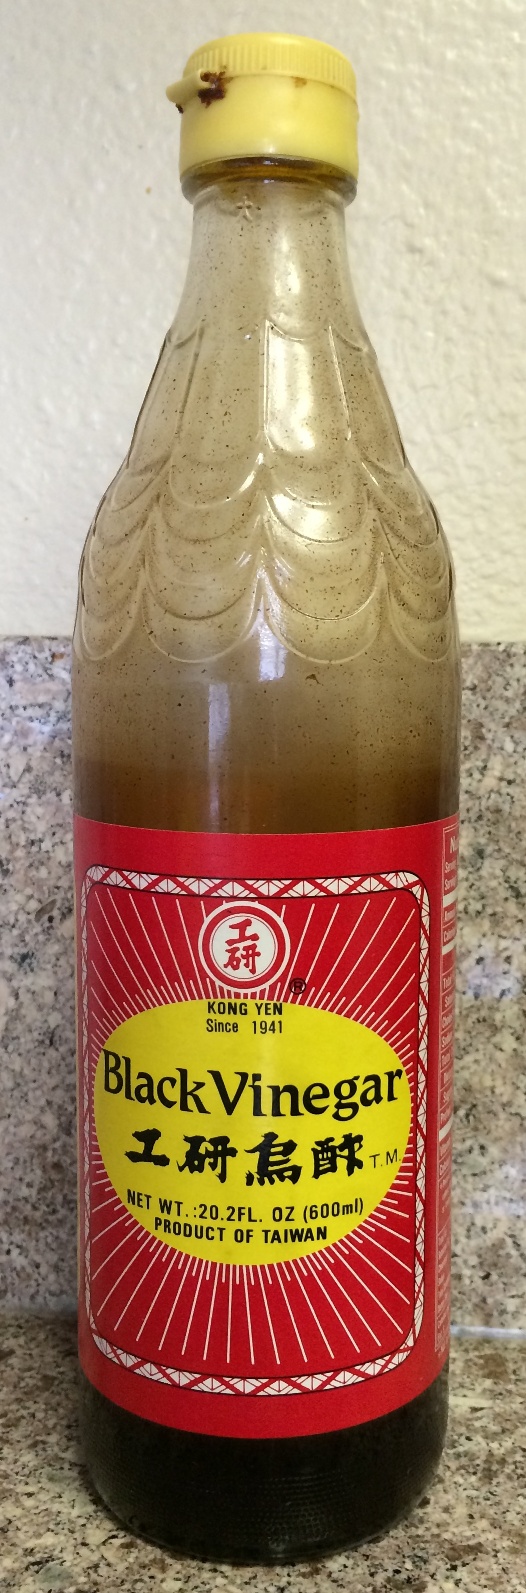 工
研
®
KONG YEN
Since 1941
Black Vinegar
工研烏酢 T.M.
NET WT.:20.2FL. OZ (600ml)
PRODUCT OF TAIWAN